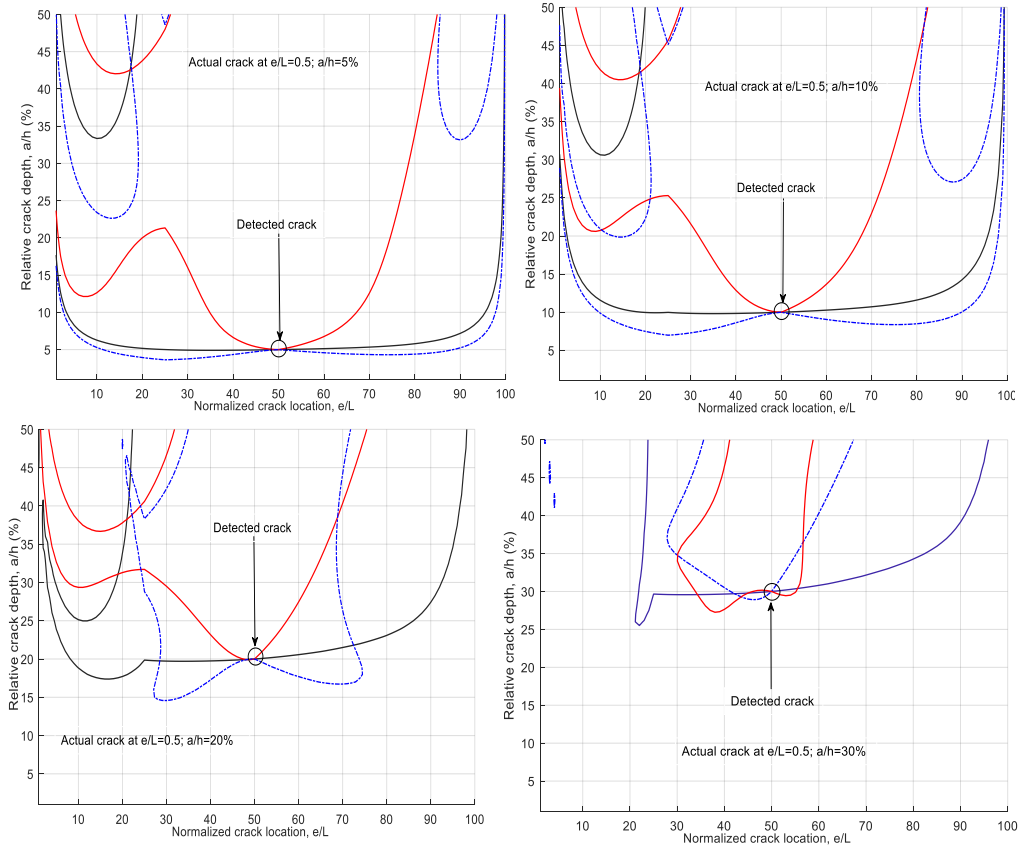 50
45
40
35
30
25
20
15
10
5
Relative crack depth, a/h (%)
Actual crack at e/L=0.5; a/h=5%
Detected crack
10 20 30 40 50 60 70 80 90 100
Normalized crack location, e/L
50
45
40
35
30
25
20
15
10
5
Relative crack depth, a/h (%)
Actual crack at e/L=0.5; a/h=10%
Detected crack
10 20 30 40 50 60 70 80 90 100
Normalized crack location, e/L
50
45
40
35
30
25
20
15
10
5
Relative crack depth, a/h (%)
Detected crack
Actual crack at e/L=0.5; a/h=20%
10 20 30 40 50 60 70 80 90 100
Normalized crack location, e/L
50
45
40
35
30
25
20
15
10
5
Relative crack depth, a/h (%)
Detected crack
Actual crack at e/L=0.5; a/h=30%
10 20 30 40 50 60 70 80 90 100
Normalized crack location, e/L